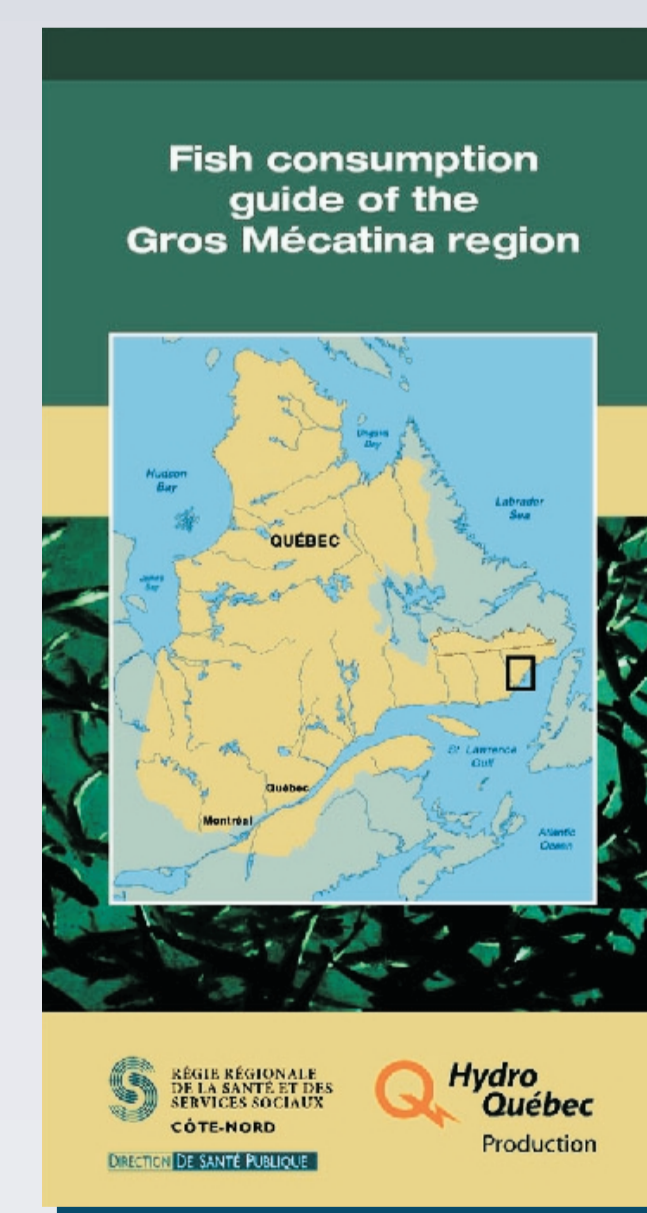 Fish consumption
guide of the
Gros Mécatina region
Ungava
Bay
Hudson
Bay
Labrador
Sea
QUÉBEC
James
Bay
St. Lawrence
Gulf
Québec
Montréal
Atlantic
Ocean
RÉGIE RÉGIONALE
DE LA SANTÉ ET DES
SERVICES SOCIAUX
CÔTE-NORD
DIRECTION DE SANTÉ PUBLIQUE
Hydro
Québec
Production